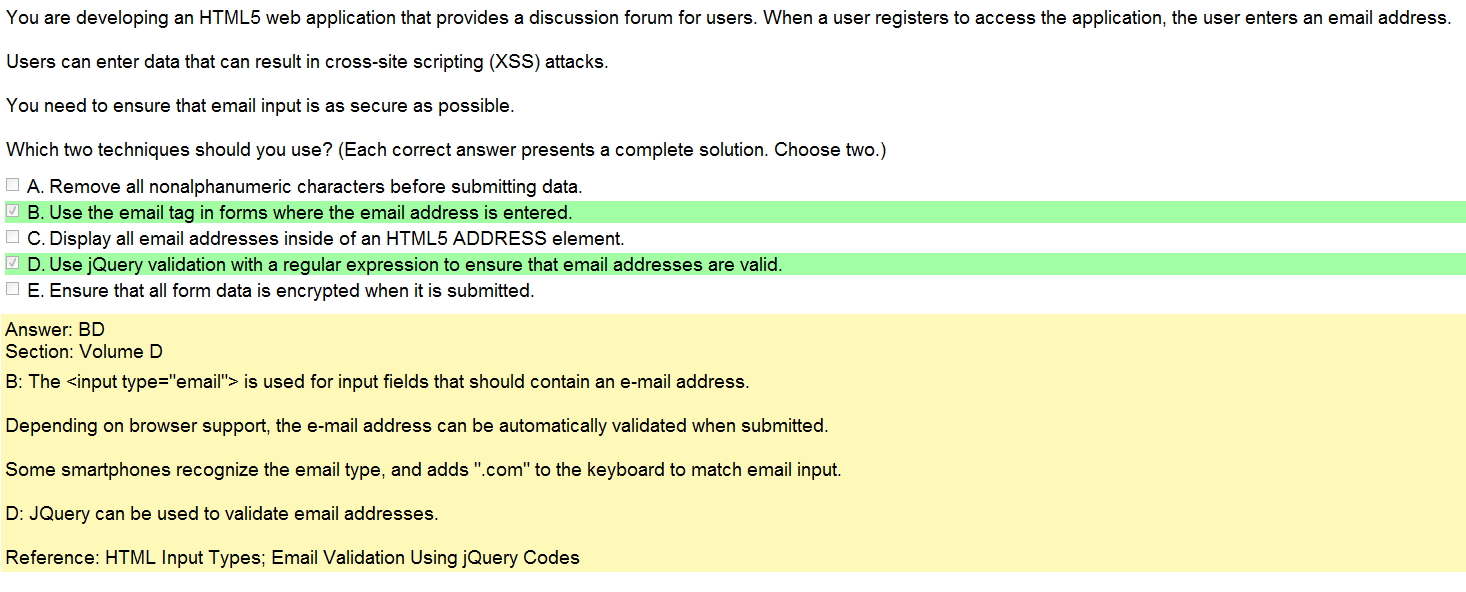 You are developing an HTML5 web application that provides a discussion forum for users. When a user registers to access the application, the user enters an email address.
Users can enter data that can result in cross-site scripting (XSS) attacks.
You need to ensure that email input is as secure as possible.
Which two techniques should you use? (Each correct answer presents a complete solution. Choose two.)
A. Remove all nonalphanumeric characters before submitting data.
B. Use the email tag in forms where the email address is entered.
C. Display all email addresses inside of an HTML5 ADDRESS element.
D. Use jQuery validation with a regular expression to ensure that email addresses are valid.
E. Ensure that all form data is encrypted when it is submitted.
Answer: BD
Section: Volume D
B: The <input type="email"> is used for input fields that should contain an e-mail address.
Depending on browser support, the e-mail address can be automatically validated when submitted.
Some smartphones recognize the email type, and adds ".com" to the keyboard to match email input.
D: JQuery can be used to validate email addresses.
Reference: HTML Input Types; Email Validation Using jQuery Codes